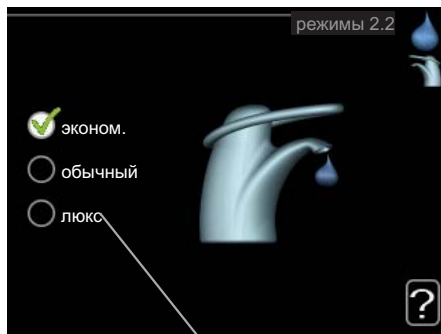 режимы 2.2
эконом.
обычный
люкс
?